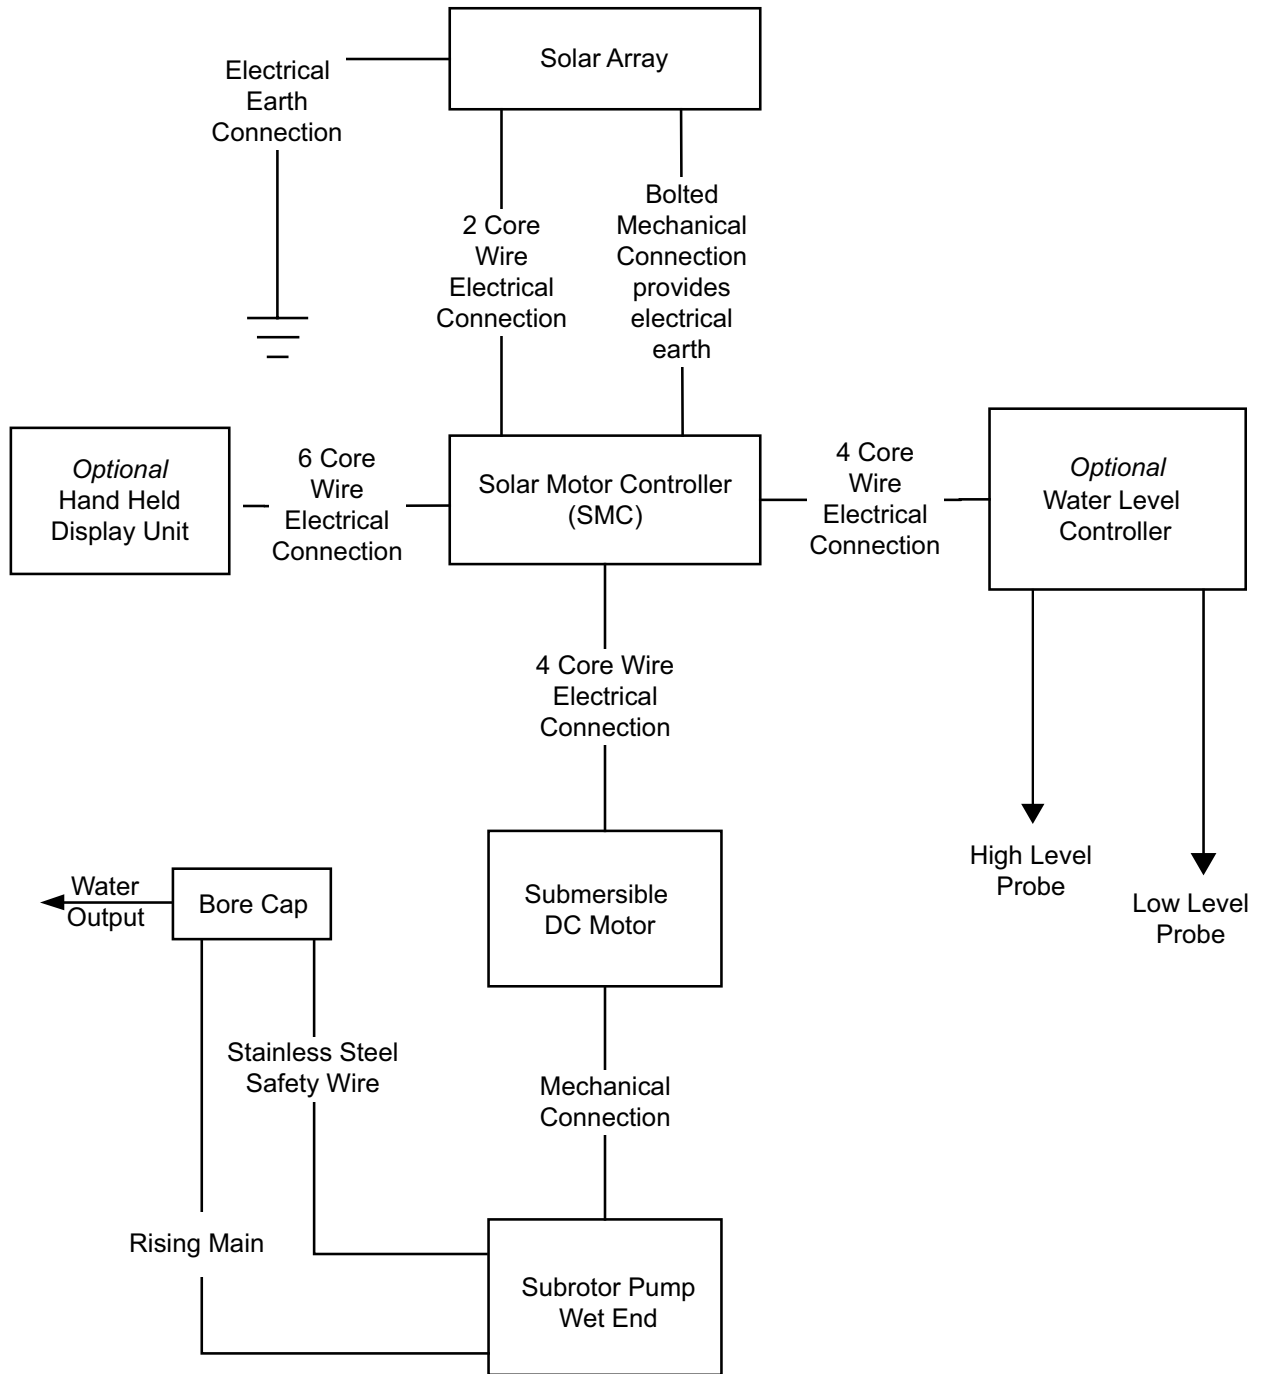 Solar Array
Electrical
Earth
Connection
2 Core
Wire
Electrical
Connection
Bolted
Mechanical
Connection
provides
electrical
earth
Optional
Hand Held
Display Unit
6 Core
Wire
Electrical
Connection
Solar Motor Controller
(SMC)
4 Core
Wire
Electrical
Connection
Optional
Water Level
Controller
4 Core Wire
Electrical
Connection
High Level
Probe
Low Level
Probe
Submersible
DC Motor
Water
Output
Bore Cap
Stainless Steel
Safety Wire
Mechanical
Connection
Rising Main
Subrotor Pump
Wet End